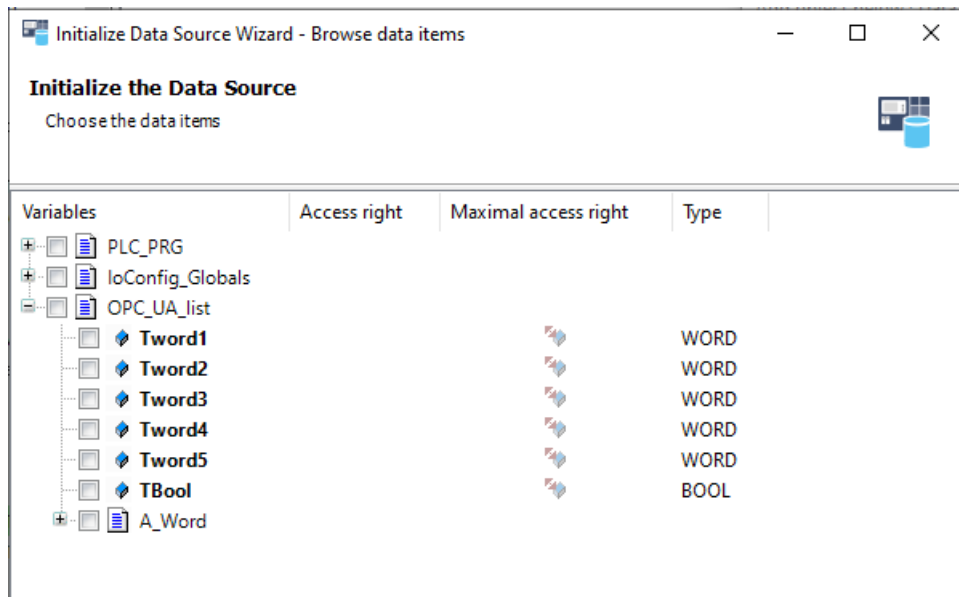 Initialize Data Source Wizard - Browse data items
Initialize the Data Source
Choose the data items
Variables Access right Maximal access right Type
PLC_PRG
IoConfig_Globals
OPC_UA_list
Tword1 WORD
Tword2 WORD
Tword3 WORD
Tword4 WORD
Tword5 WORD
TBool BOOL
A_Word